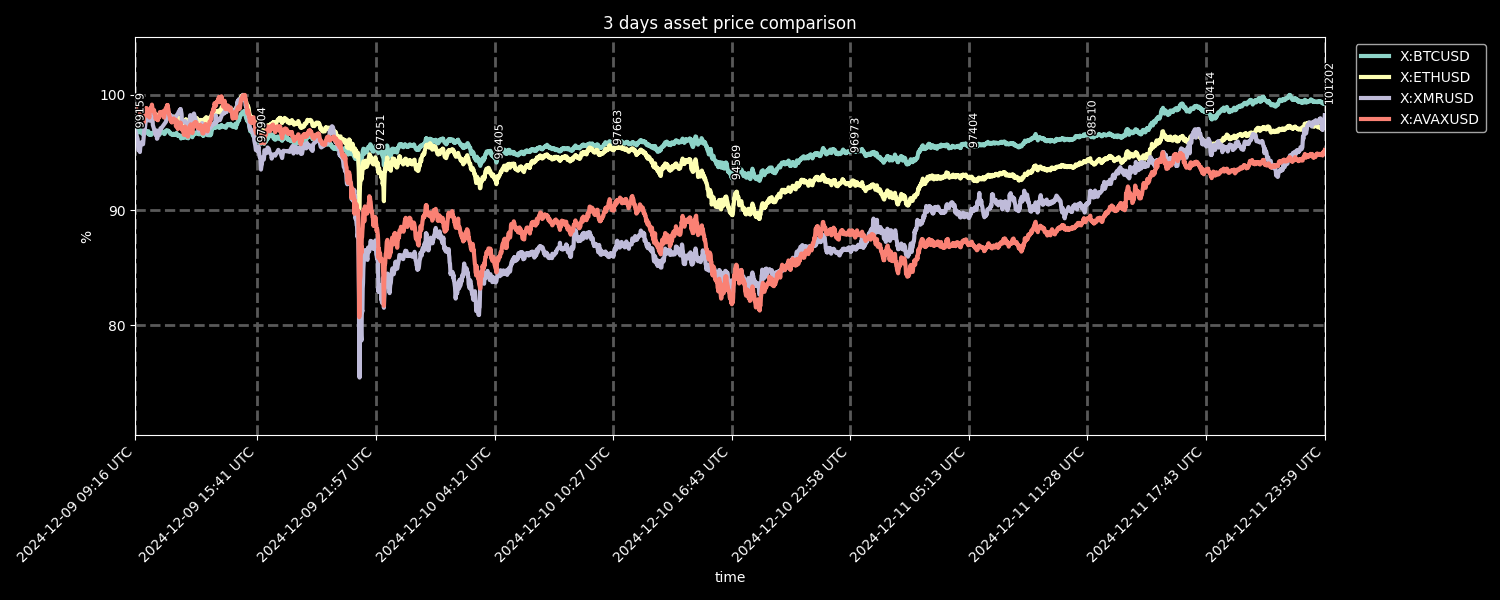 3 days asset price comparison
X:BTCUSD
X:ETHUSD
X:XMRUSD
X:AVAXUSD
100
90
80
%
99159
97904
97251
96405
97663
94569
96973
97404
98510
100414
101202
2024-12-09 09:16 UTC
2024-12-09 15:41 UTC
2024-12-09 21:57 UTC
2024-12-10 04:12 UTC
2024-12-10 10:27 UTC
2024-12-10 16:43 UTC
2024-12-10 22:58 UTC
2024-12-11 05:13 UTC
2024-12-11 11:28 UTC
2024-12-11 17:43 UTC
2024-12-11 23:59 UTC
time